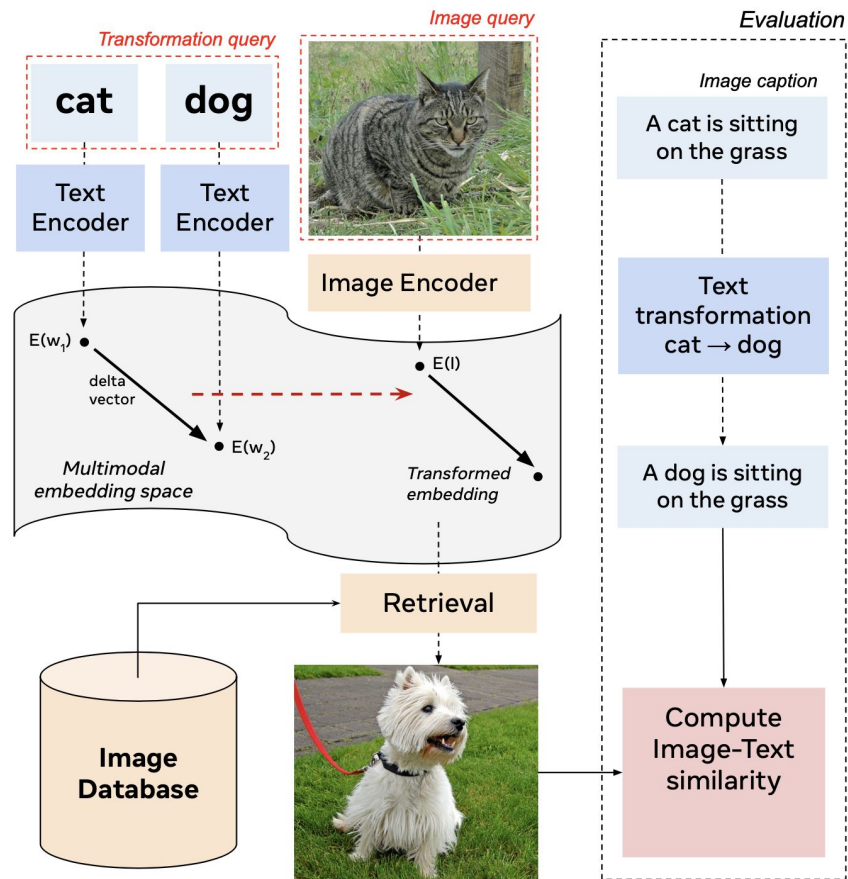 Evaluation
Transformation query
Image query
cat
dog
Image caption
A cat is sitting
on the grass
Text
Encoder
Text
Encoder
Image Encoder
Text
transformation
cat → dog
E(w₁)
delta
vector
E(w₂)
E(I)
Multimodal
embedding space
Transformed
embedding
A dog is sitting
on the grass
Retrieval
Image
Database
Compute
Image-Text
similarity